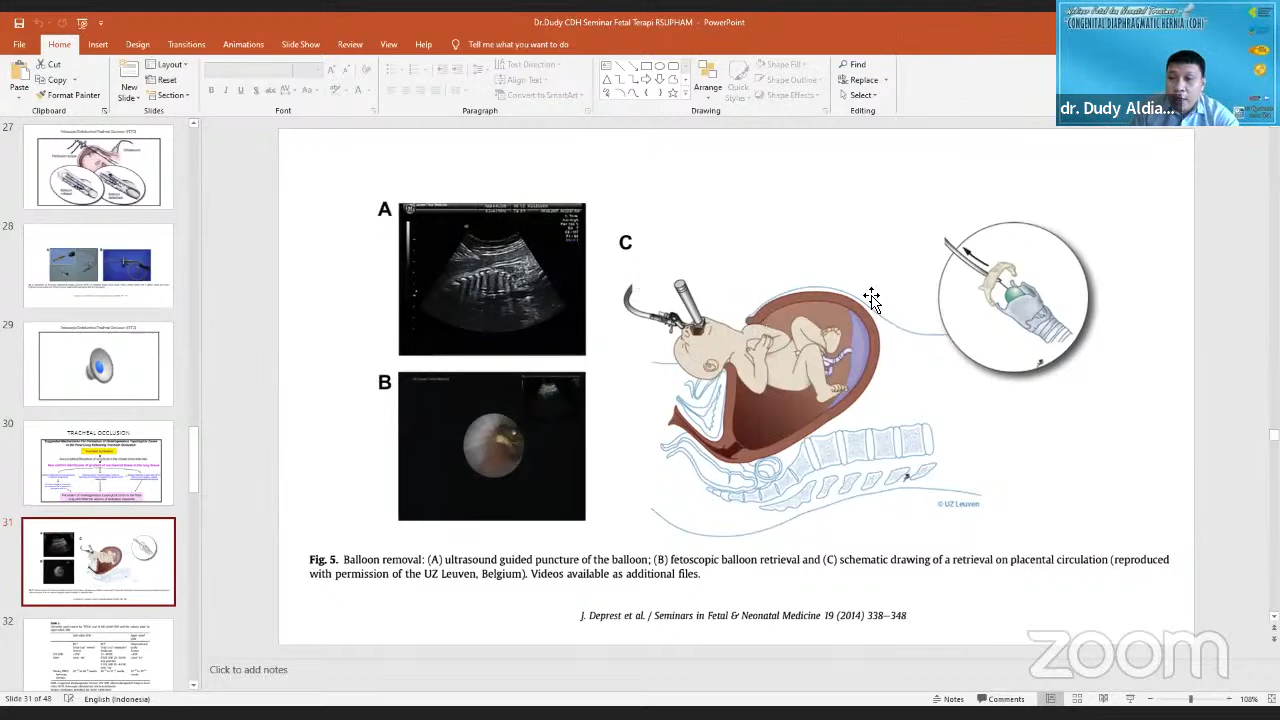 Dr.Dudy CDH Seminar Fetal Terapi RSUPHAM - PowerPoint
File Home Insert Design Transitions Animations Slide Show Review View Help Tell me what you want to do
Paste
Cut
Copy
Format Painter
Clipboard
New
Slide
Layout
Reset
Section
Slides
B I U S
Font
Text Direction
Align Text
Convert to SmartArt
Paragraph
Arrange
Quick
Styles
Shape Fill
Shape Outline
Shape Effects
Drawing
Find
Replace
Select
Editing
"CONGENITAL DIAPHRAGMATIC HERNIA (CDH)"
dr. Dudy Aldia...
27
28
29
30
TRACHEAL OCCLUSION
31
32
A
B
C
© UZ Leuven
Fig. 5. Balloon removal: (A) ultrasound guided puncture of the balloon; (B) fetoscopic balloon retrieval and (C) schematic drawing of a retrieval on placental circulation (reproduced
with permission of the UZ Leuven, Belgium). Videos available as additional files.
J. Deprest et al. / Seminars in Fetal & Neonatal Medicine 19 (2014) 338–348
zoom
Click to add notes
Slide 31 of 48 English (Indonesia) Notes Comments 108%